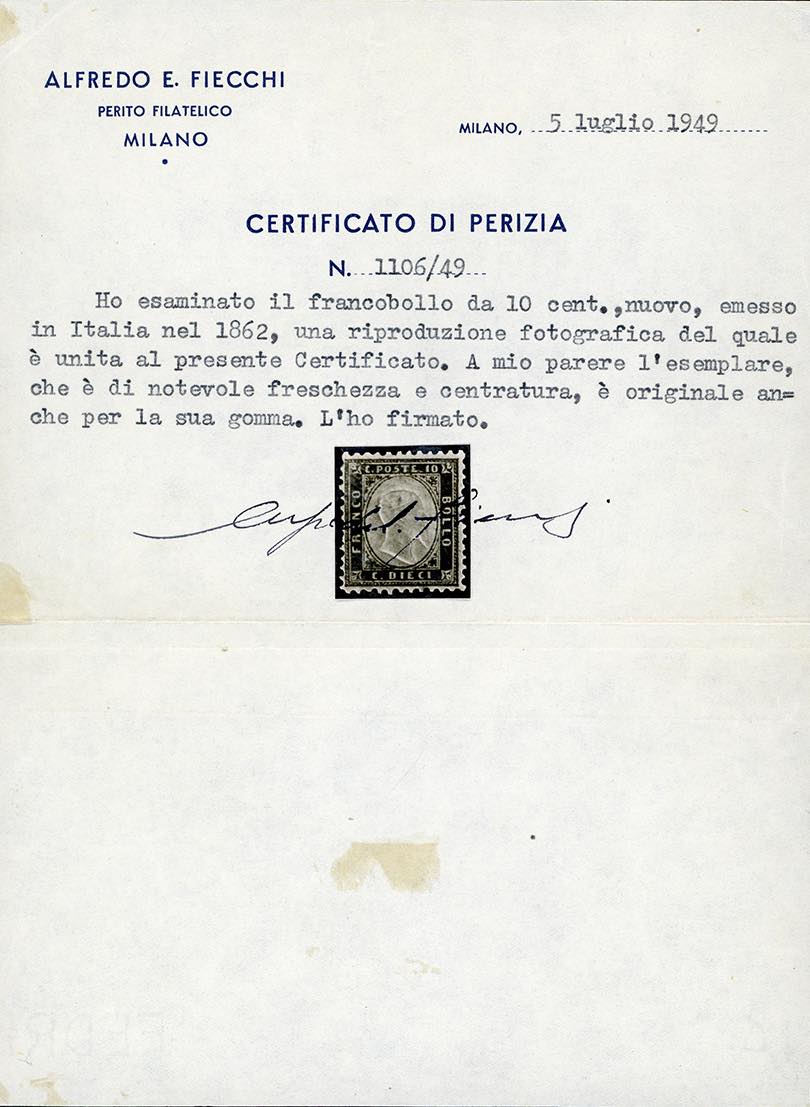 ALFREDO E. FIECCHI
PERITO FILATELICO
MILANO
MILANO, 5 luglio 1949
CERTIFICATO DI PERIZIA
N. 1106/49
Ho esaminato il francobollo da 10 cent., nuovo, emesso
in Italia nel 1862, una riproduzione fotografica del quale
è unita al presente Certificato. A mio parere l'esemplare,
che è di notevole freschezza e centratura, è originale an=
che per la sua gomma. L'ho firmato.
C. POSTE 10
FRANCO
BOLLO
C. DIECI